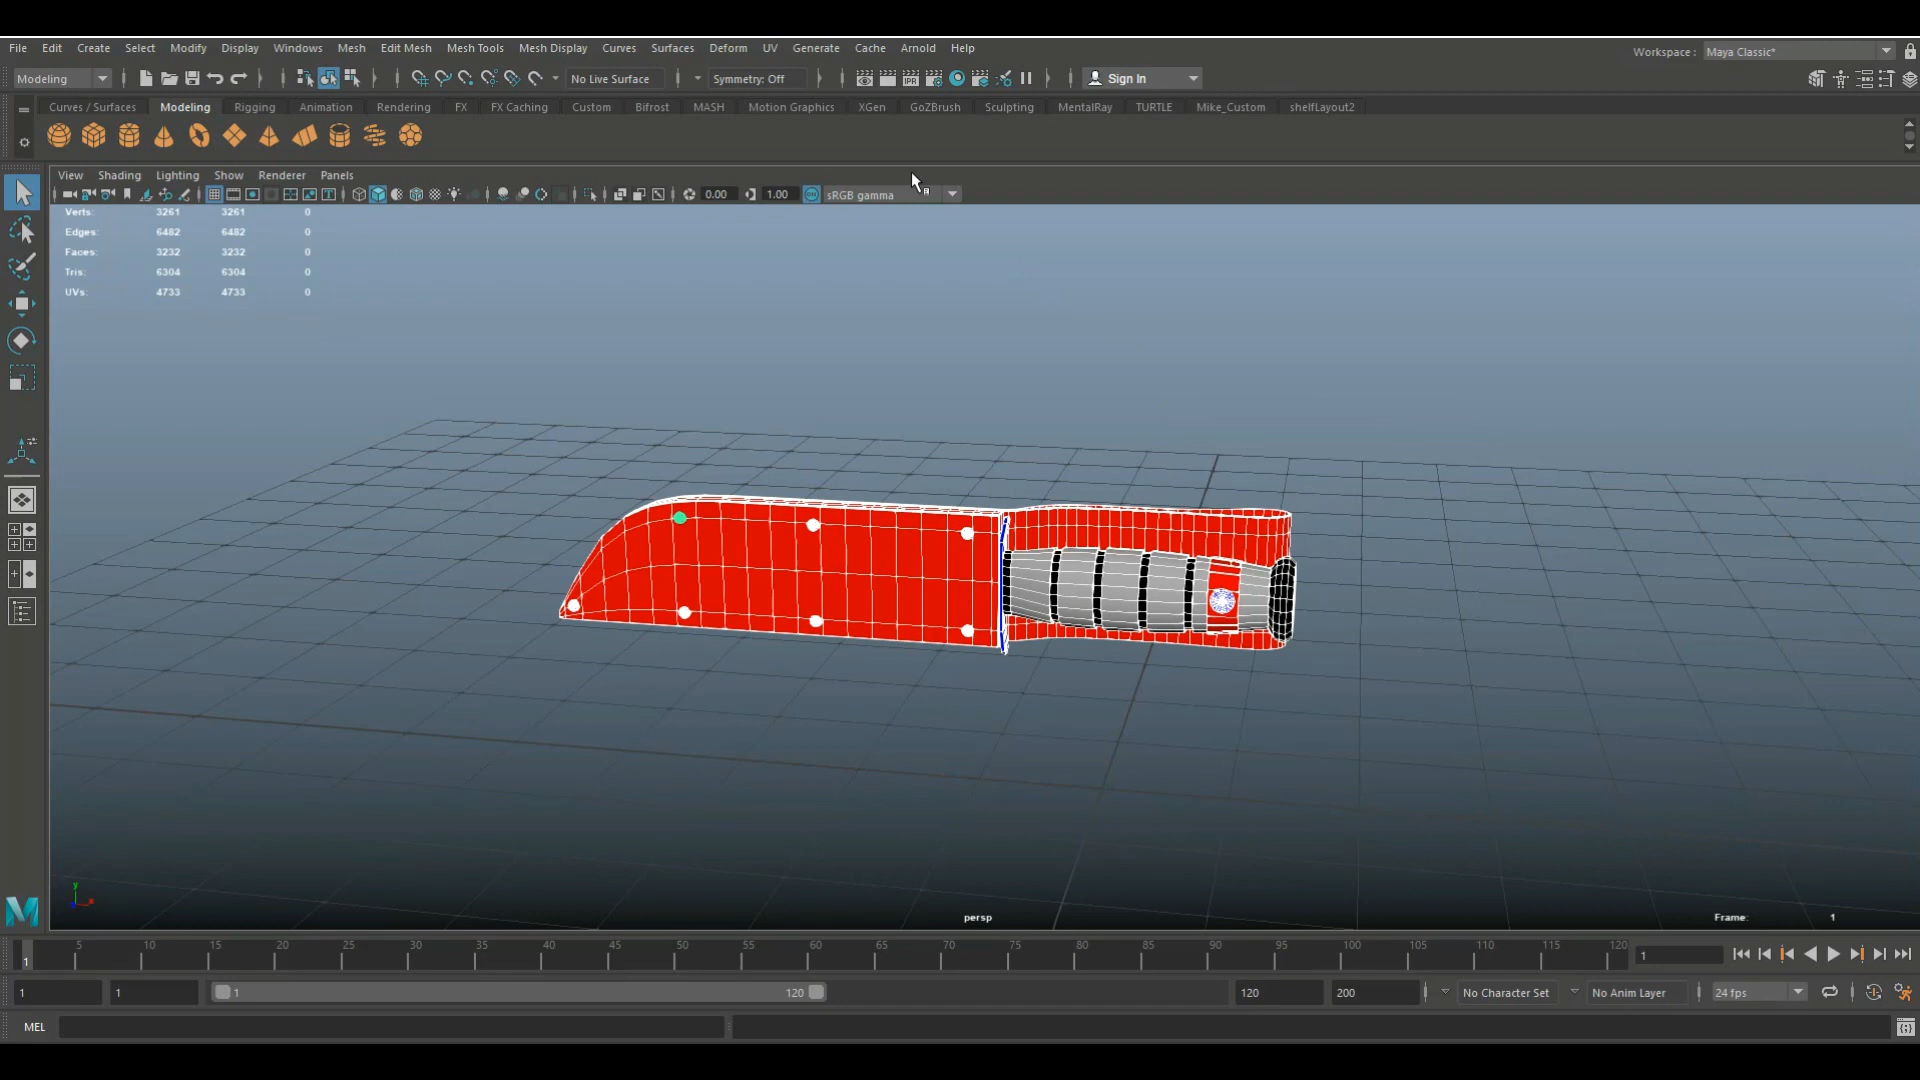 File Edit Create Select Modify Display Windows Mesh Edit Mesh Mesh Tools Mesh Display Curves Surfaces Deform UV Generate Cache Arnold Help
Workspace : Maya Classic*
Modeling
No Live Surface
Symmetry: Off
Sign In
Curves / Surfaces Modeling Rigging Animation Rendering FX FX Caching Custom Bifrost MASH Motion Graphics XGen GoZBrush Sculpting MentalRay TURTLE Mike_Custom shelfLayout2
View Shading Lighting Show Renderer Panels
0.00 1.00 sRGB gamma
Verts: 3261 3261 0
Edges: 6482 6482 0
Faces: 3232 3232 0
Tris: 6304 6304 0
UVs: 4733 4733 0
y
x
persp
Frame: 1
5 10 15 20 25 30 35 40 45 50 55 60 65 70 75 80 85 90 95 100 105 110 115 120
1
1
1 1 1 120 120 200 No Character Set No Anim Layer 24 fps
MEL